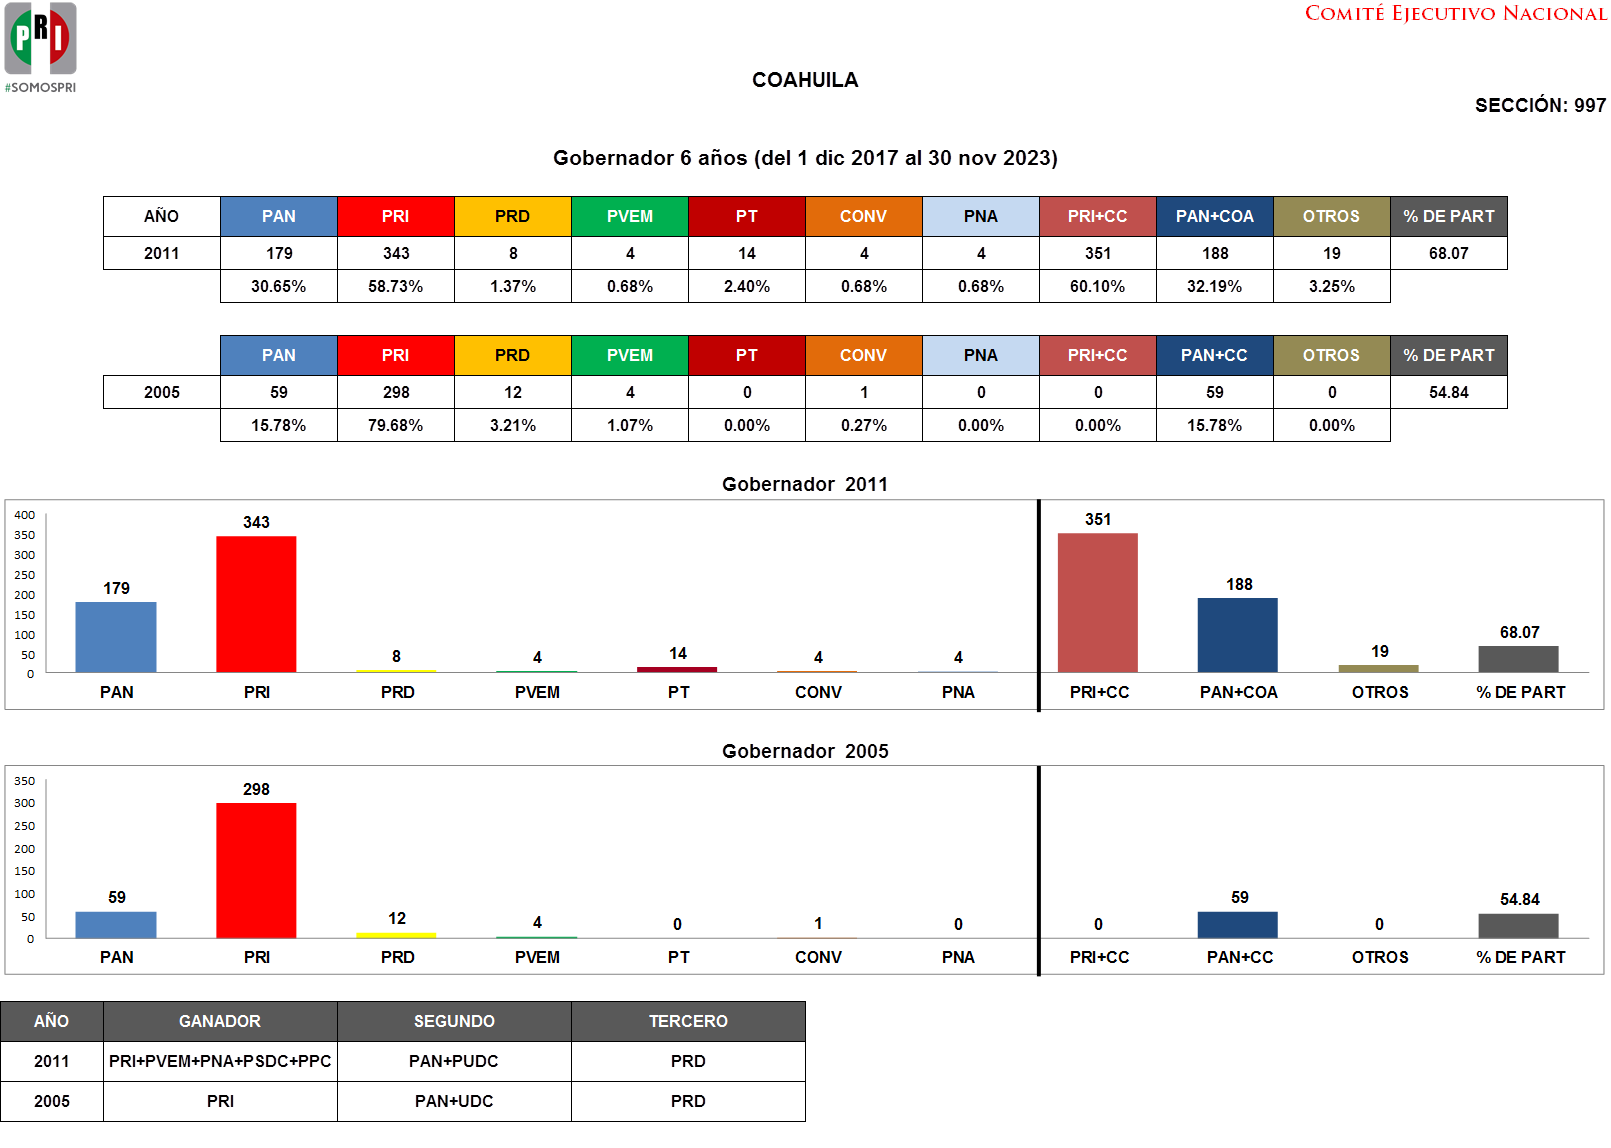 PRI
#SOMOSPRI
COMITÉ EJECUTIVO NACIONAL
COAHUILA
SECCIÓN: 997
Gobernador 6 años (del 1 dic 2017 al 30 nov 2023)
AÑO PAN PRI PRD PVEM PT CONV PNA PRI+CC PAN+COA OTROS % DE PART
2011 179 343 8 4 14 4 4 351 188 19 68.07
30.65% 58.73% 1.37% 0.68% 2.40% 0.68% 0.68% 60.10% 32.19% 3.25%
PAN PRI PRD PVEM PT CONV PNA PRI+CC PAN+CC OTROS % DE PART
2005 59 298 12 4 0 1 0 0 59 0 54.84
15.78% 79.68% 3.21% 1.07% 0.00% 0.27% 0.00% 0.00% 15.78% 0.00%
Gobernador 2011
400
350
300
250
200
150
100
50
0
179 343 8 4 14 4 4 351 188 19 68.07
PAN PRI PRD PVEM PT CONV PNA PRI+CC PAN+COA OTROS % DE PART
Gobernador 2005
350
300
250
200
150
100
50
0
59 298 12 4 0 1 0 0 59 0 54.84
PAN PRI PRD PVEM PT CONV PNA PRI+CC PAN+CC OTROS % DE PART
AÑO GANADOR SEGUNDO TERCERO
2011 PRI+PVEM+PNA+PSDC+PPC PAN+PUDC PRD
2005 PRI PAN+UDC PRD